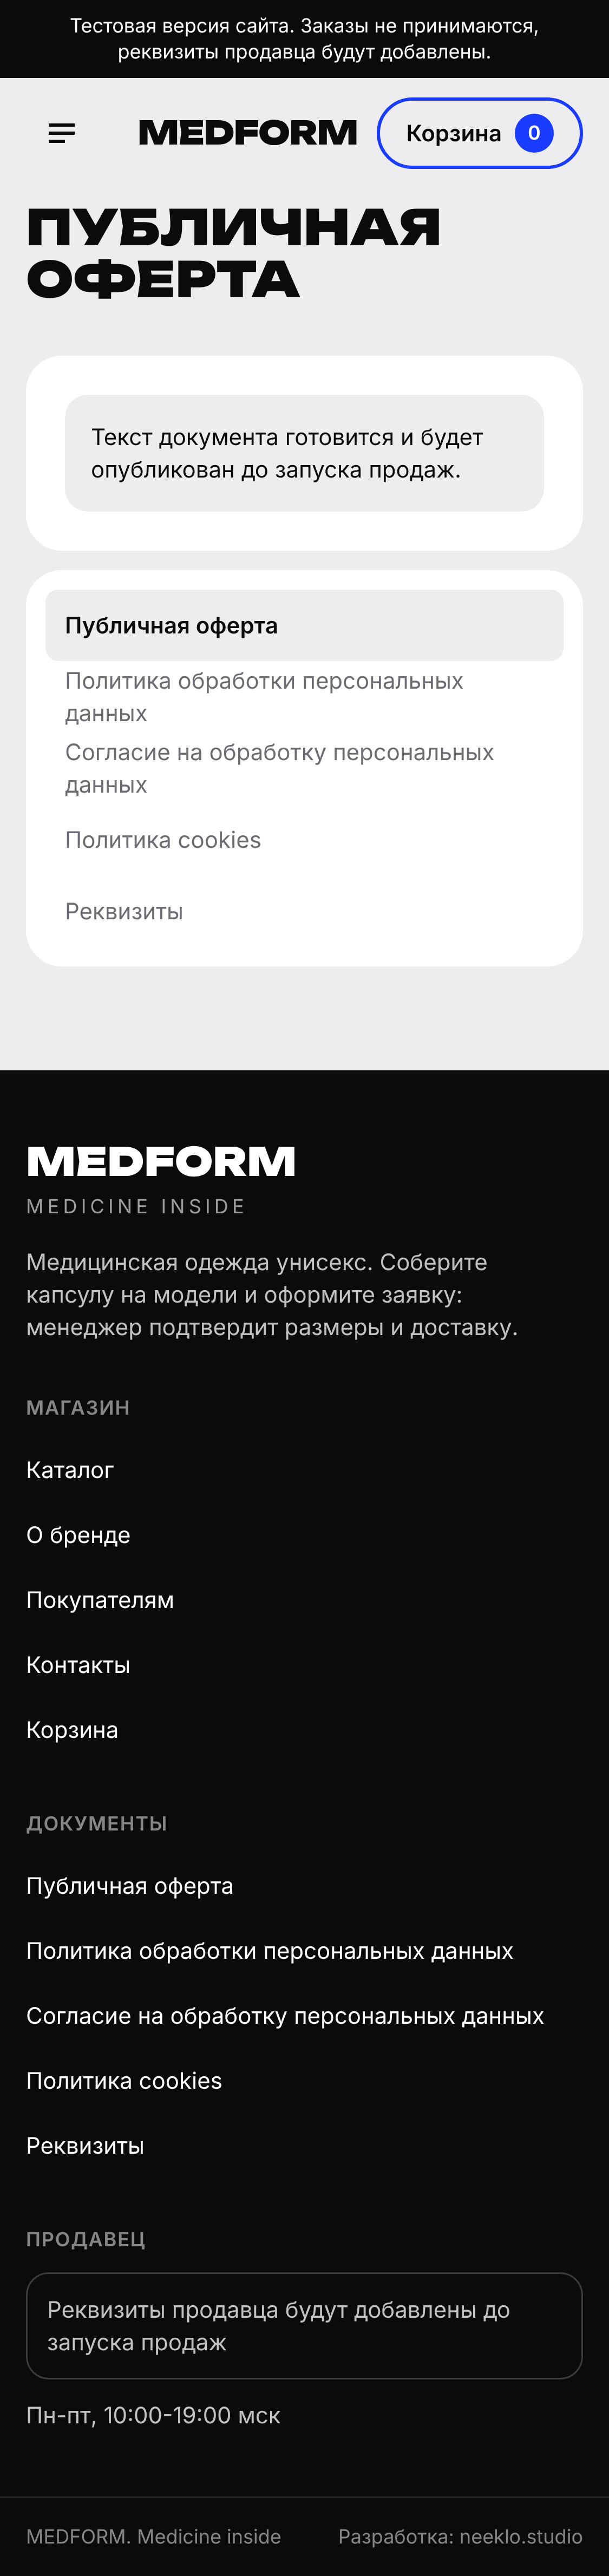 Тестовая версия сайта. Заказы не принимаются,
реквизиты продавца будут добавлены.
MEDFORM
Корзина 0
ПУБЛИЧНАЯ
ОФЕРТА
Текст документа готовится и будет
опубликован до запуска продаж.
Публичная оферта
Политика обработки персональных
данных
Согласие на обработку персональных
данных
Политика cookies
Реквизиты
MEDFORM
MEDICINE INSIDE
Медицинская одежда унисекс. Соберите
капсулу на модели и оформите заявку:
менеджер подтвердит размеры и доставку.
МАГАЗИН
Каталог
О бренде
Покупателям
Контакты
Корзина
ДОКУМЕНТЫ
Публичная оферта
Политика обработки персональных данных
Согласие на обработку персональных данных
Политика cookies
Реквизиты
ПРОДАВЕЦ
Реквизиты продавца будут добавлены до
запуска продаж
Пн-пт, 10:00-19:00 мск
MEDFORM. Medicine inside
Разработка: neeklo.studio